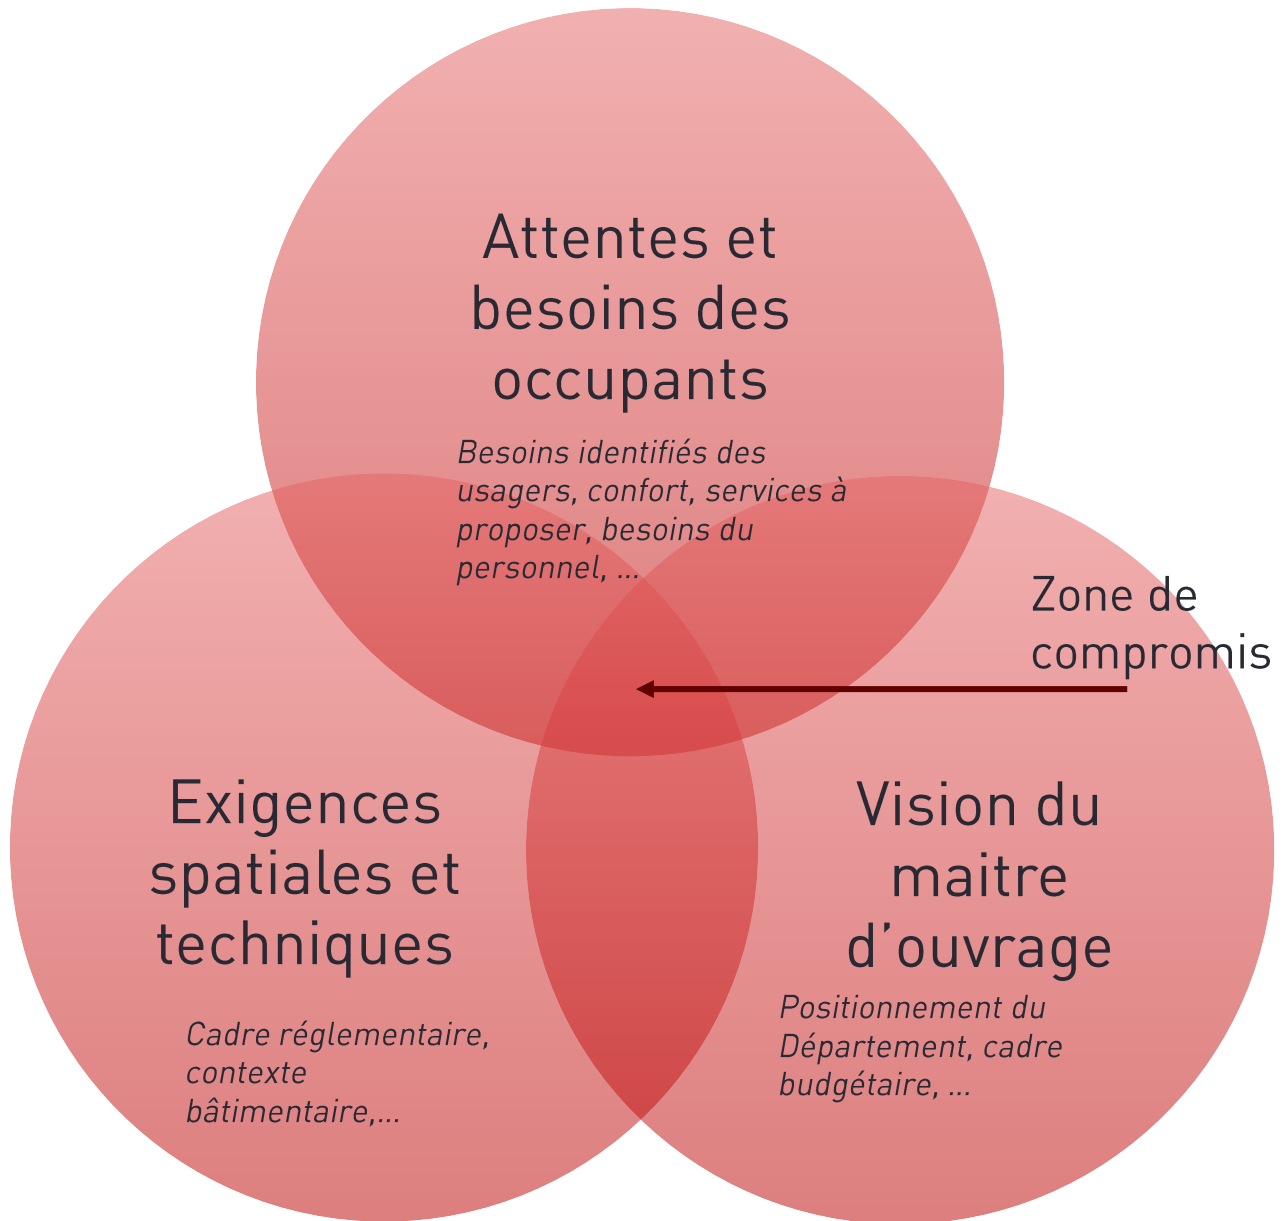 Attentes et
besoins des
occupants
Besoins identifiés des
usagers, confort, services à
proposer, besoins du
personnel, ...
Zone de
compromis
Exigences
spatiales et
techniques
Cadre réglementaire,
contexte
bâtimentaire,...
Vision du
maitre
d’ouvrage
Positionnement du
Département, cadre
budgétaire, ...